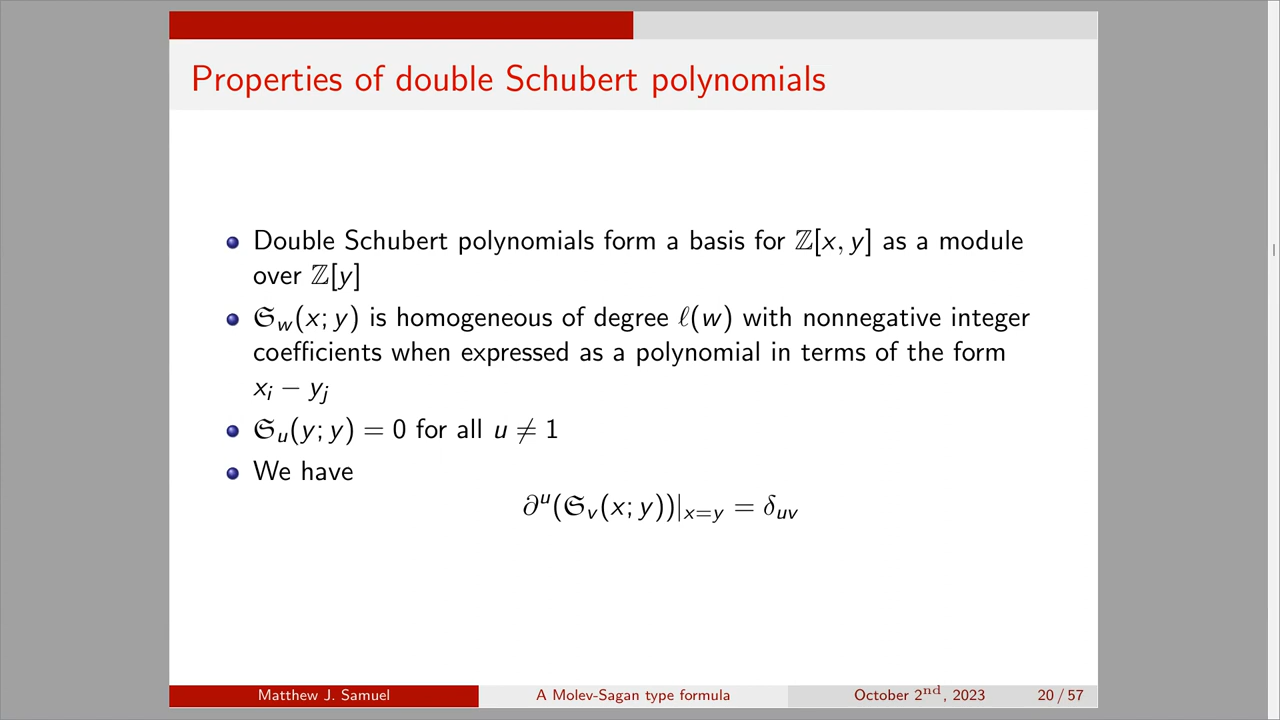 Properties of double Schubert polynomials
Double Schubert polynomials form a basis for ℤ[x, y] as a module
over ℤ[y]
𝔖_w(x; y) is homogeneous of degree ℓ(w) with nonnegative integer
coefficients when expressed as a polynomial in terms of the form
x_i − y_j
𝔖_u(y; y) = 0 for all u ≠ 1
We have
∂^u(𝔖_v(x; y))|_{x=y} = δ_{uv}
Matthew J. Samuel
A Molev-Sagan type formula
October 2nd, 2023
20 / 57